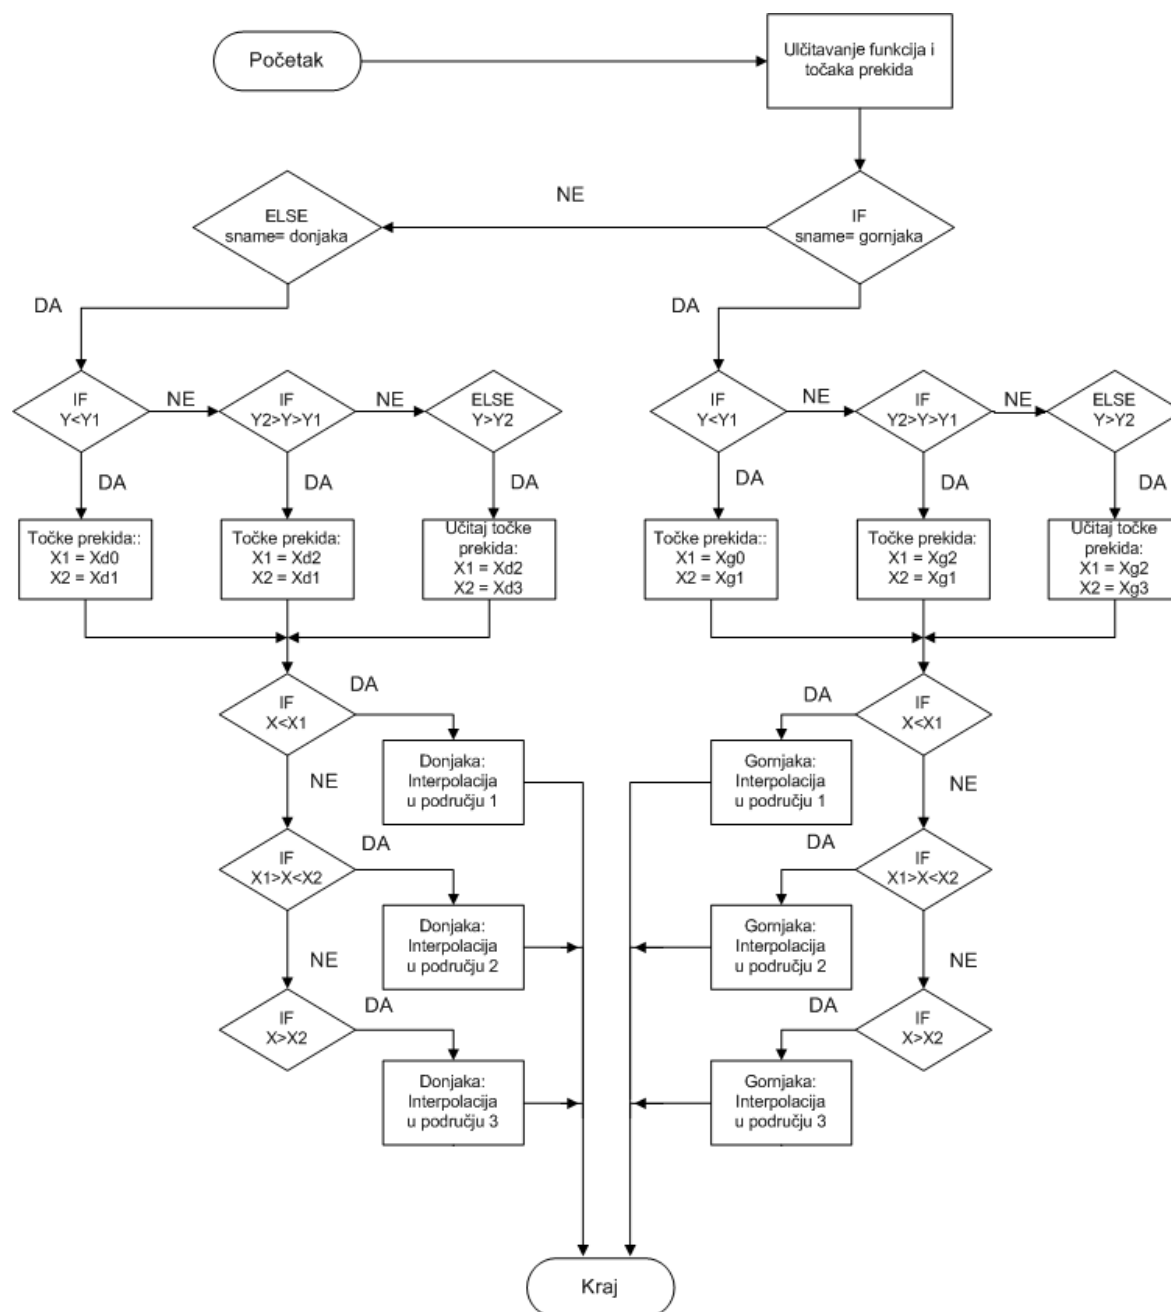 Početak
Ulčitavanje funkcija i
točaka prekida
NE
ELSE
sname= donjaka
IF
sname= gornjaka
DA
DA
IF
Y<Y1
NE
IF
Y2>Y>Y1
NE
ELSE
Y>Y2
IF
Y<Y1
NE
IF
Y2>Y>Y1
NE
ELSE
Y>Y2
DA
DA
DA
DA
DA
DA
Točke prekida::
X1 = Xd0
X2 = Xd1
Točke prekida:
X1 = Xd2
X2 = Xd1
Učitaj točke
prekida:
X1 = Xd2
X2 = Xd3
Točke prekida::
X1 = Xg0
X2 = Xg1
Točke prekida:
X1 = Xg2
X2 = Xg1
Učitaj točke
prekida:
X1 = Xg2
X2 = Xg3
IF
X<X1
DA
DA
IF
X<X1
Donjaka:
Interpolacija
u području 1
Gornjaka:
Interpolacija
u području 1
NE
NE
IF
X1>X<X2
DA
DA
IF
X1>X<X2
Donjaka:
Interpolacija
u području 2
Gornjaka:
Interpolacija
u području 2
NE
NE
IF
X>X2
DA
DA
IF
X>X2
Donjaka:
Interpolacija
u području 3
Gornjaka:
Interpolacija
u području 3
Kraj